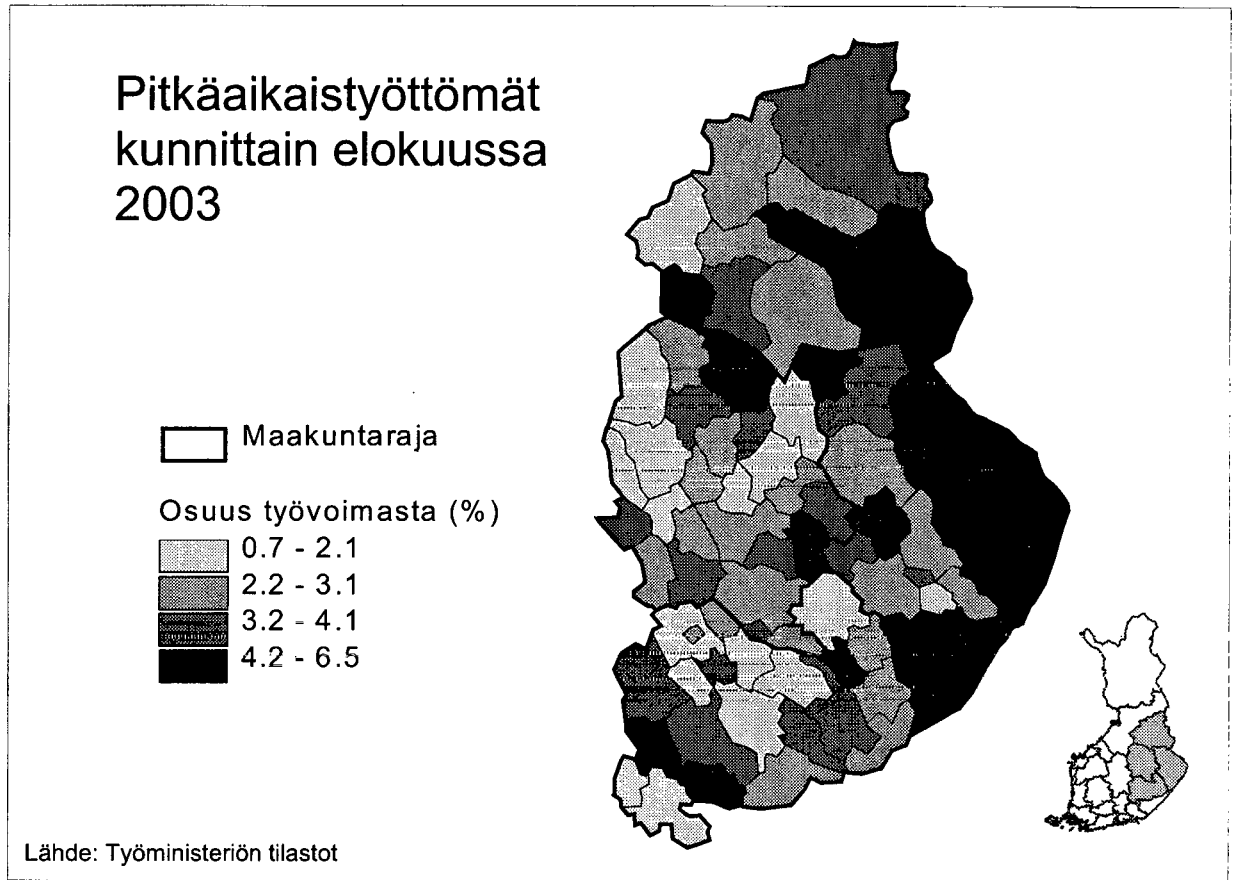 Pitkäaikaistyöttömät
kunnittain elokuussa
2003
Maakuntaraja
Osuus työvoimasta (%)
0.7 - 2.1
2.2 - 3.1
3.2 - 4.1
4.2 - 6.5
Lähde: Työministeriön tilastot